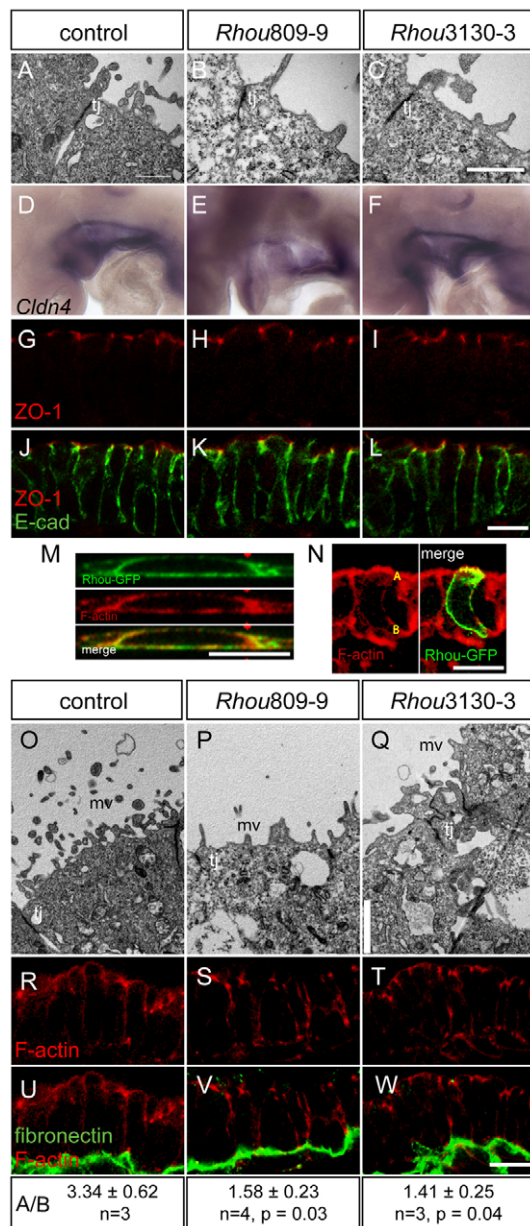 control Rhou809-9 Rhou3130-3
A B C
tj tj tj
D E F
Cldn4
G H I
ZO-1
J K L
ZO-1
E-cad
M N merge
Rhou-GFP A
F-actin
merge B F-actin Rhou-GFP
control Rhou809-9 Rhou3130-3
O P Q
mv mv mv
tj tj tj
R S T
F-actin
U V W
fibronectin
F-actin
A/B 3.34 ± 0.62 1.58 ± 0.23 1.41 ± 0.25
n=3 n=4, p = 0.03 n=3, p = 0.04